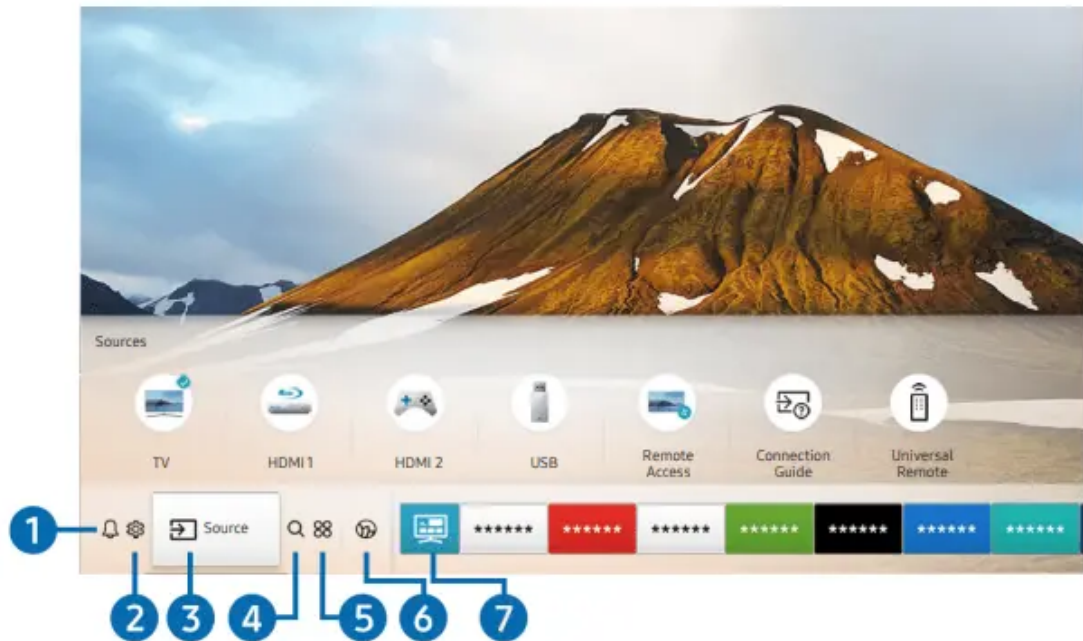 Sources
TV
HDMI 1
HDMI 2
USB
Remote
Access
Connection
Guide
Universal
Remote
1
Source
****** ****** ****** ****** ****** ****** ******
2 3 4 5 6 7